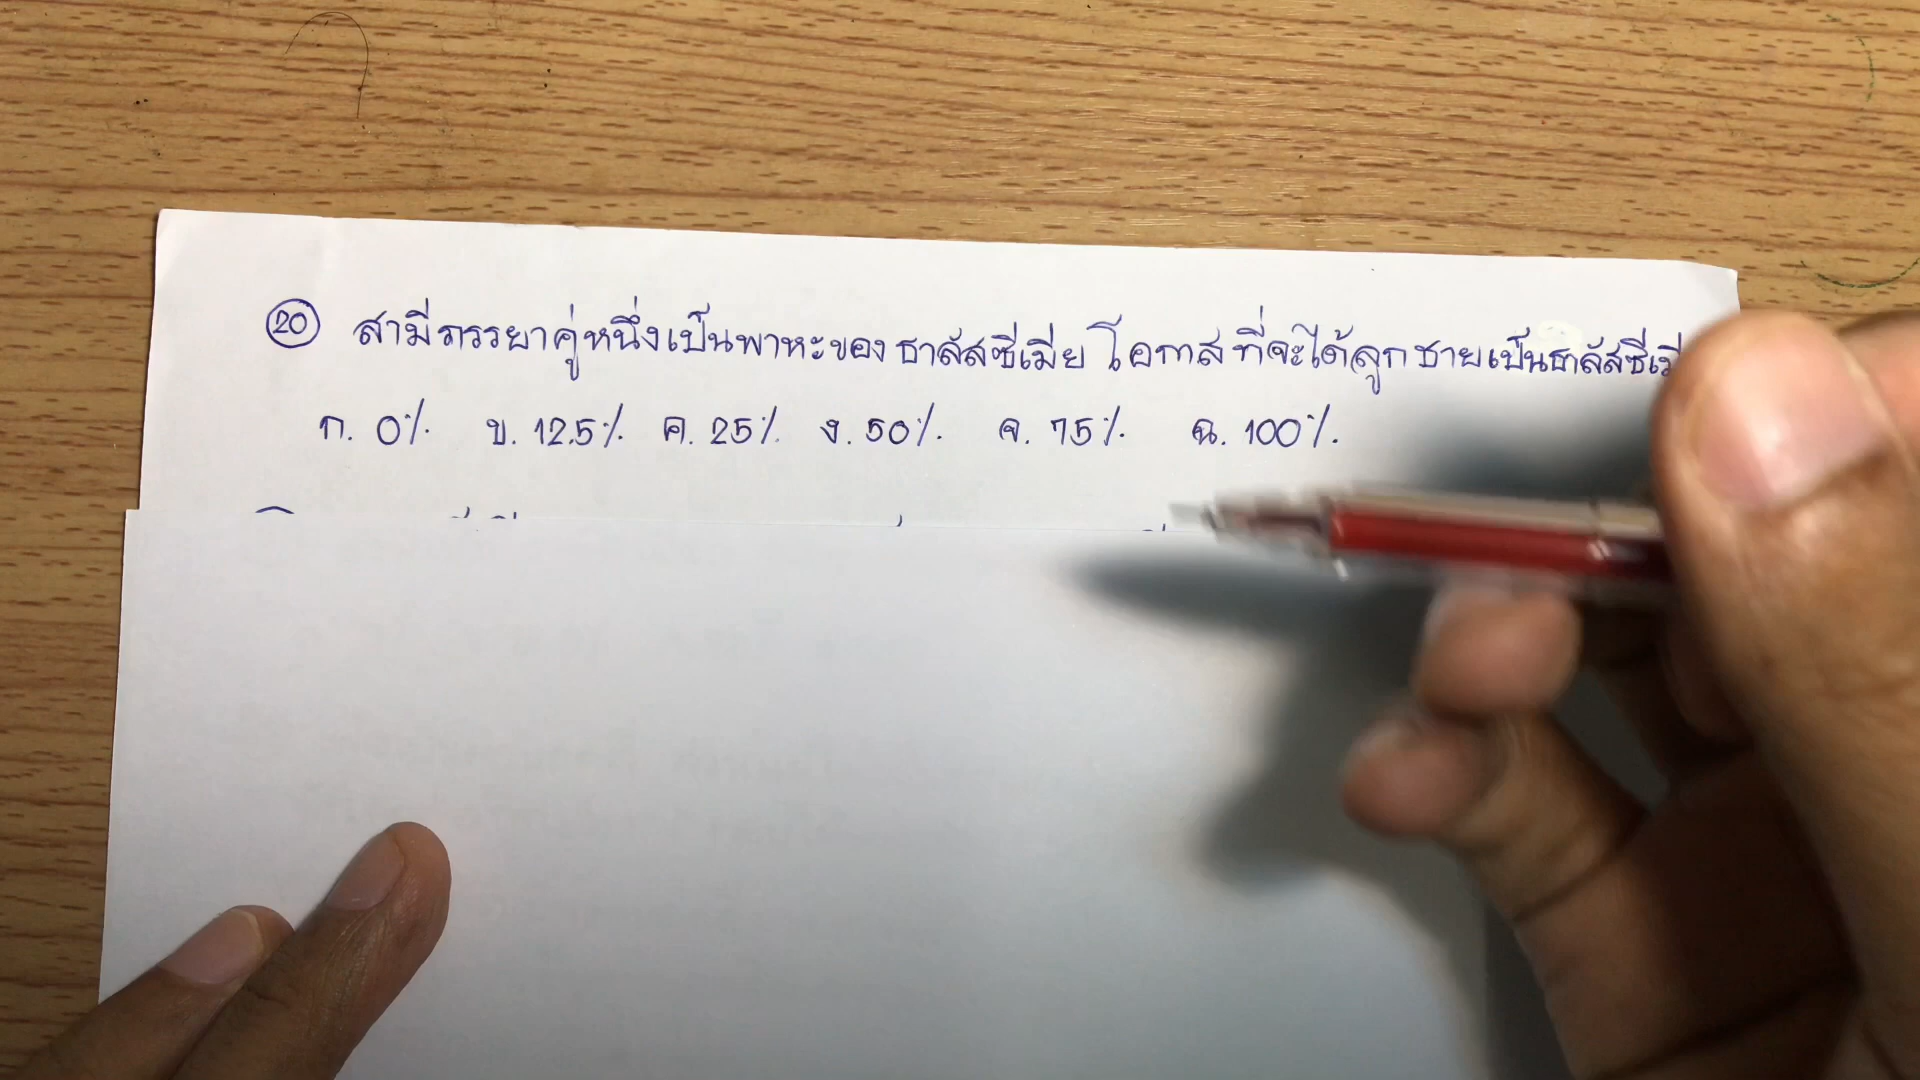 20 สามีภรรยาคู่หนึ่งเป็นพาหะของธาลัสซีเมีย โอกาสที่จะได้ลูกชายเป็นธาลัสซีเมี
ก. 0% ข. 12.5% ค. 25% ง. 50% จ. 75% ฉ. 100%